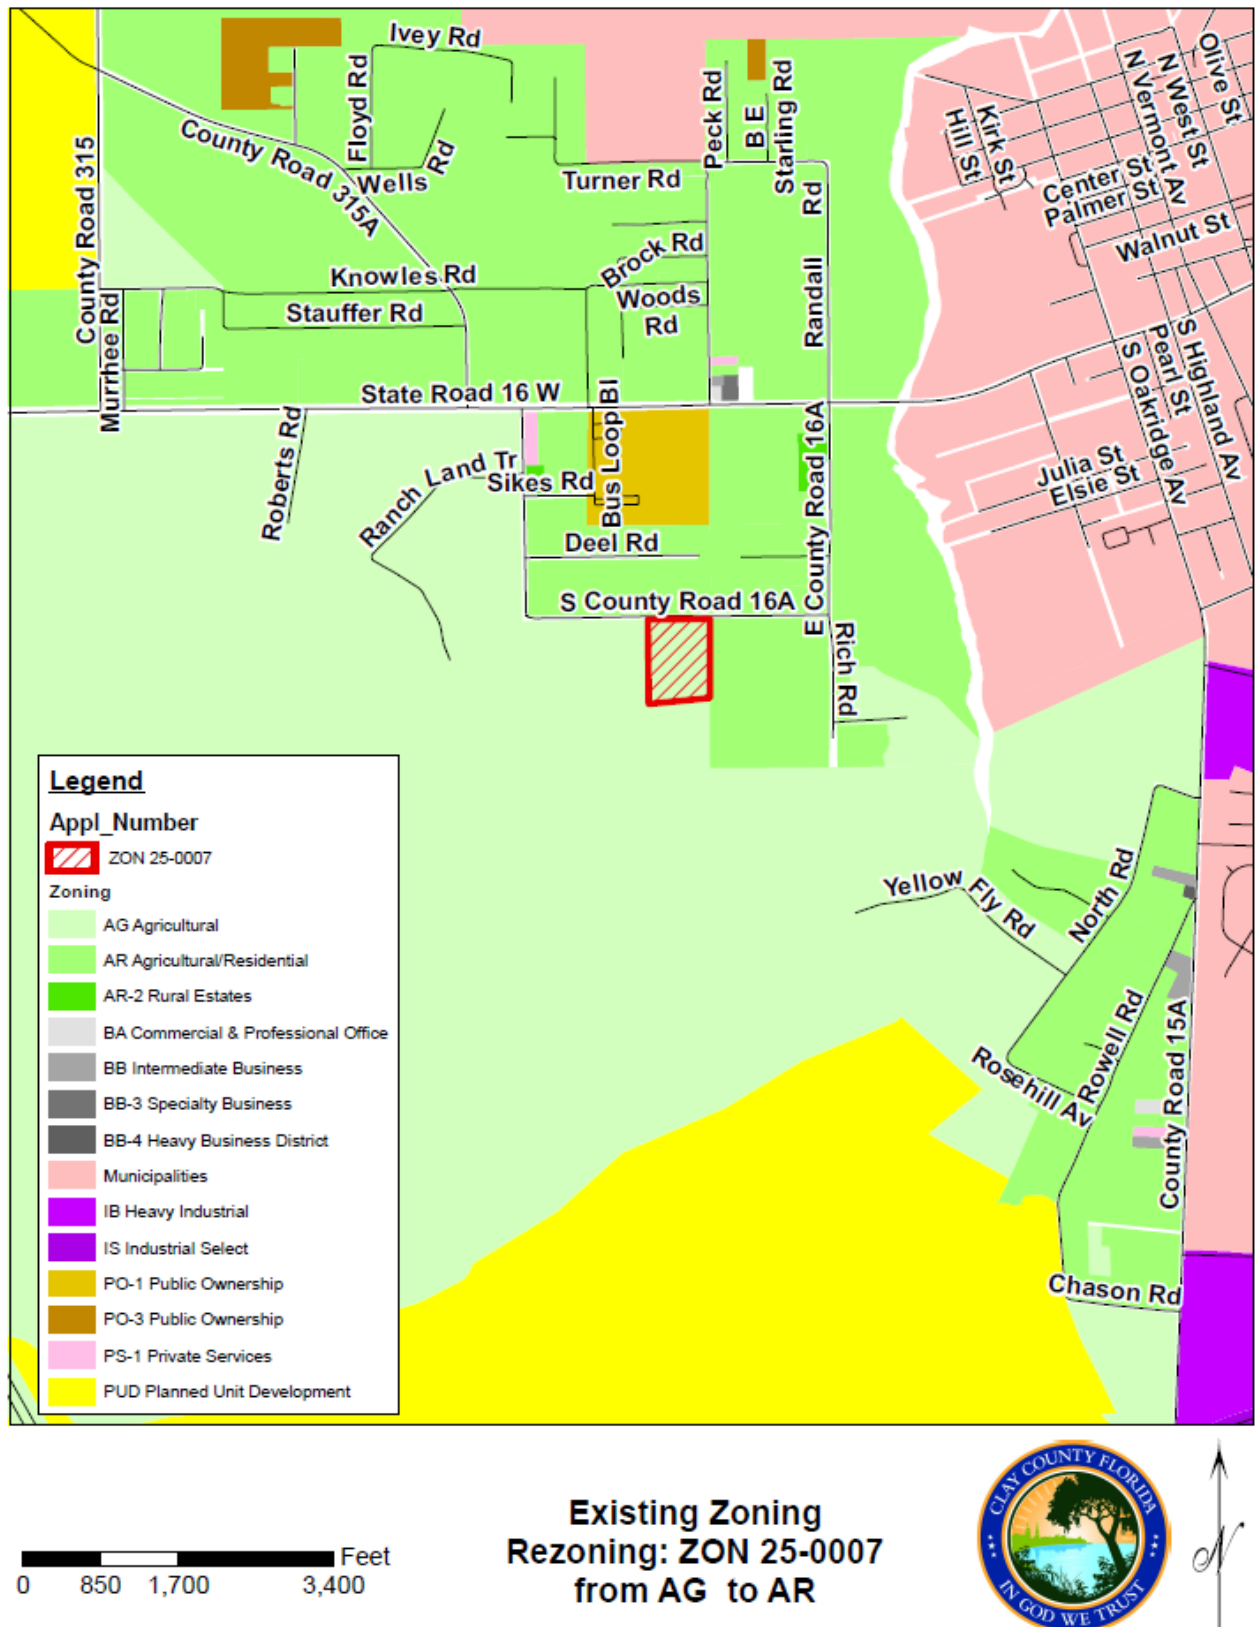 Ivey Rd
Floyd Rd
County Road 315A
Wells Rd
County Road 315
Peck Rd
B E Starling Rd
Turner Rd
Randall Rd
Brock Rd
Woods Rd
Knowles Rd
Stauffer Rd
Murrhee Rd
State Road 16 W
Roberts Rd
Ranch Land Tr
Sikes Rd
Bus Loop Bl
Deel Rd
S County Road 16A
E County Road 16A
Rich Rd
Olive St
N West St
N Vermont Av
Kirk St
Hill St
Center St
Palmer St
Walnut St
S Highland Av
Pearl St
S Oakridge Av
Julia St
Elsie St
Yellow Fly Rd
North Rd
Rowell Rd
Rosehill Av
County Road 15A
Chason Rd
Legend
Appl_Number
ZON 25-0007
Zoning
AG Agricultural
AR Agricultural/Residential
AR-2 Rural Estates
BA Commercial & Professional Office
BB Intermediate Business
BB-3 Specialty Business
BB-4 Heavy Business District
Municipalities
IB Heavy Industrial
IS Industrial Select
PO-1 Public Ownership
PO-3 Public Ownership
PS-1 Private Services
PUD Planned Unit Development
Feet
0 850 1,700 3,400
Existing Zoning
Rezoning: ZON 25-0007
from AG to AR
CLAY COUNTY FLORIDA
IN GOD WE TRUST
N